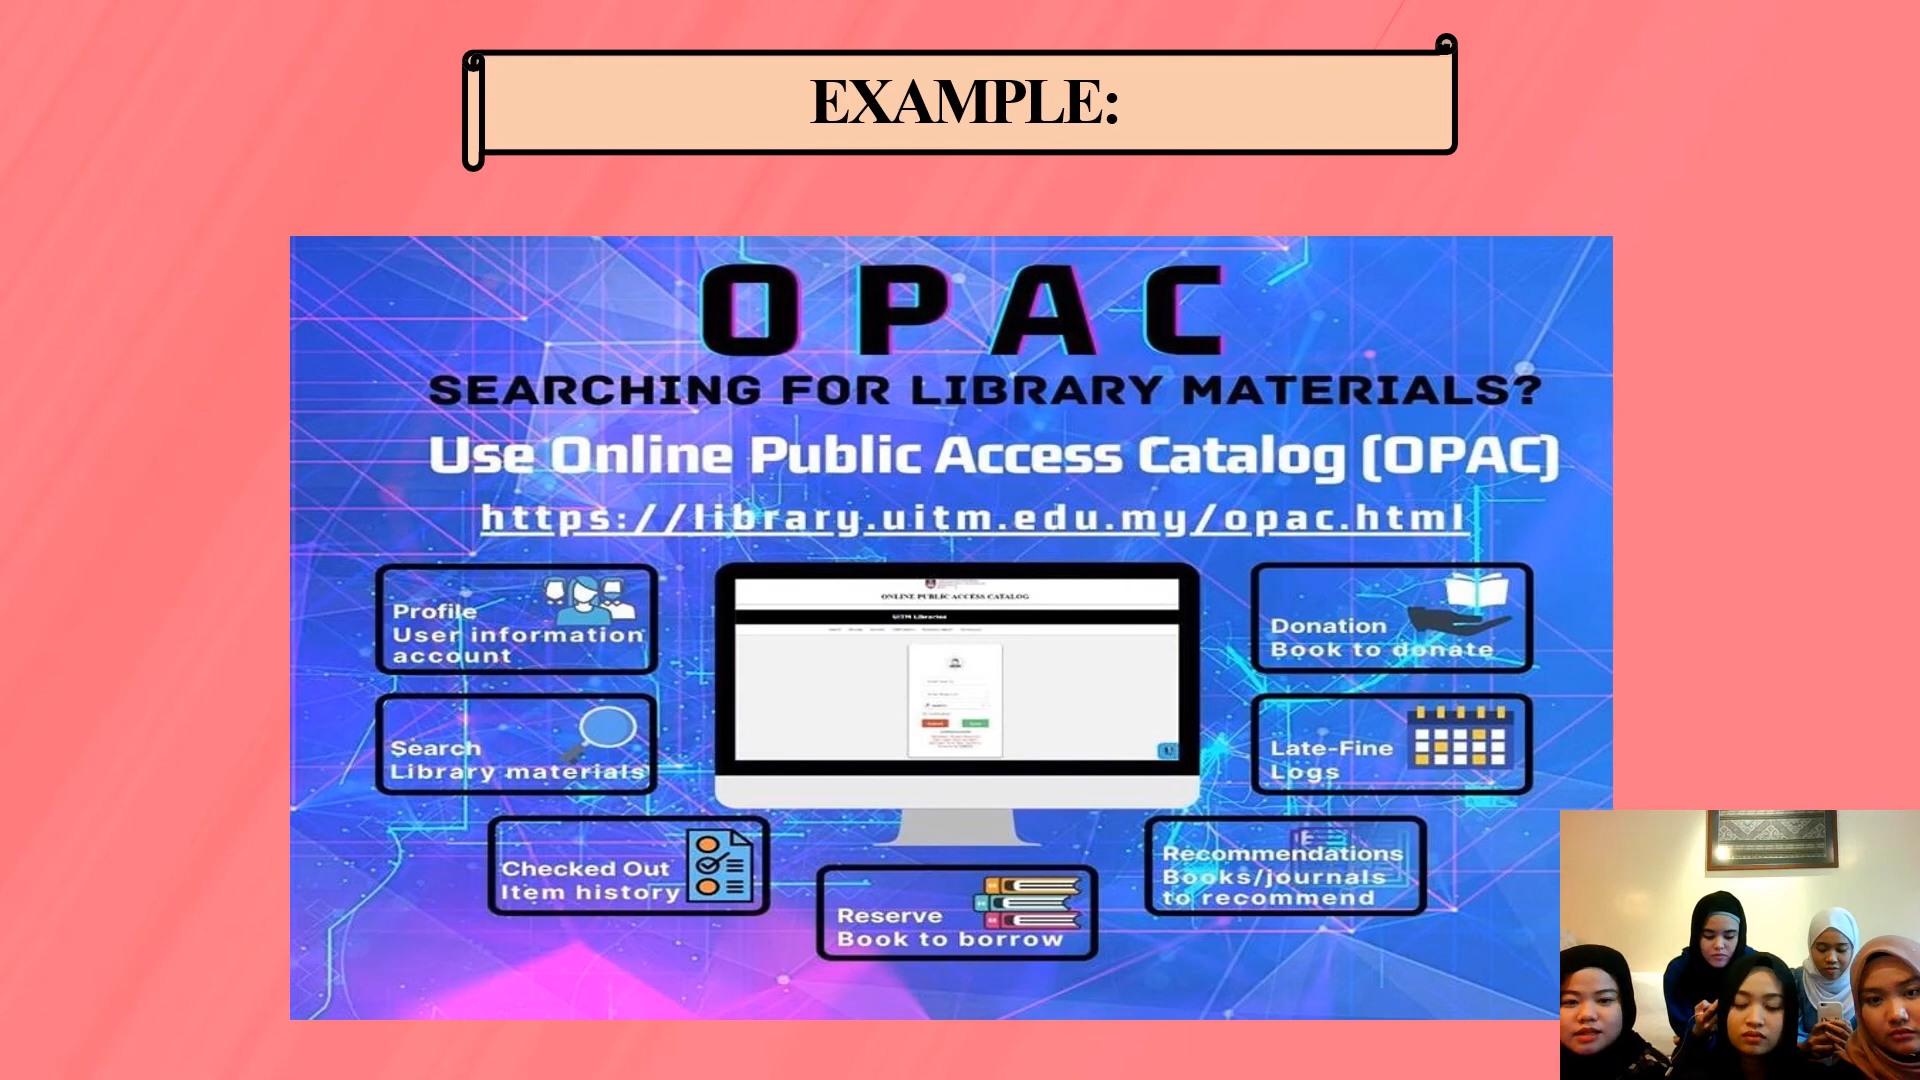 EXAMPLE:
OPAC
SEARCHING FOR LIBRARY MATERIALS?
Use Online Public Access Catalog (OPAC)
https://library.uitm.edu.my/opac.html
Profile
User information
account
Search
Library materials
Checked Out
Item history
ONLINE PUBLIC ACCESS CATALOG
UiTM Libraries
Reserve
Book to borrow
Donation
Book to donate
Late-Fine
Logs
Recommendations
Books/journals
to recommend